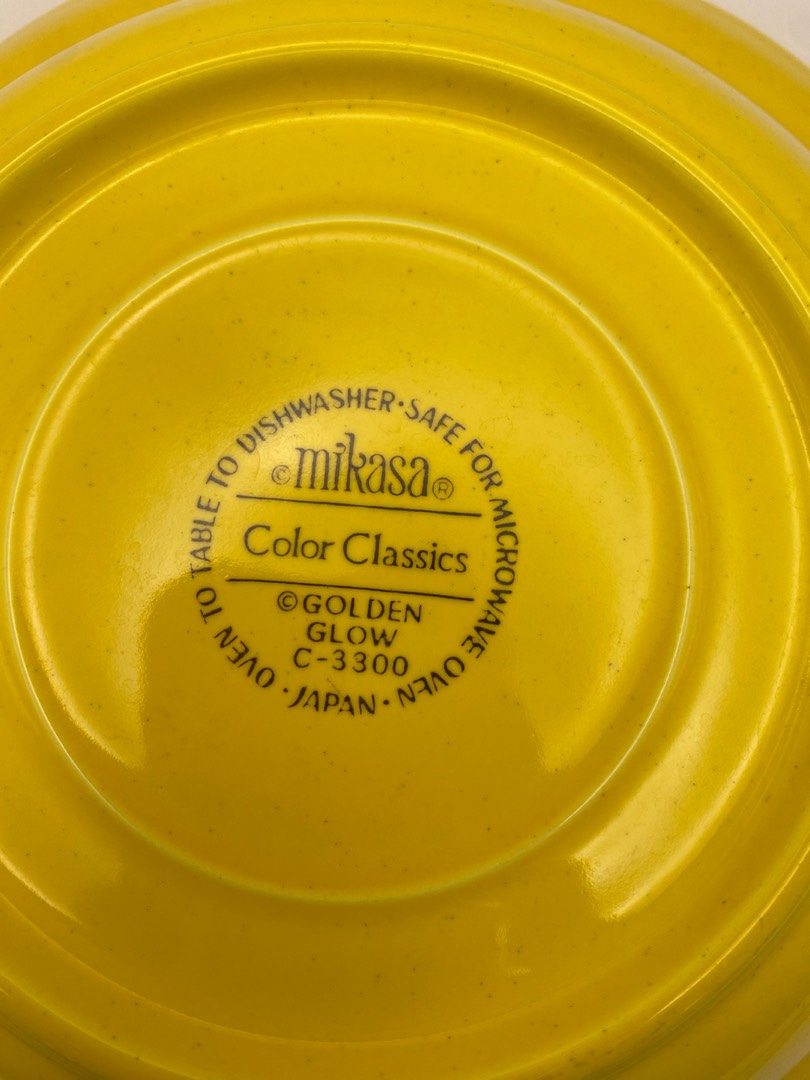 ©mikasa®
Color Classics
©GOLDEN
GLOW
C-3300
OVEN TO TABLE TO DISHWASHER·SAFE FOR MICROWAVE OVEN·JAPAN·